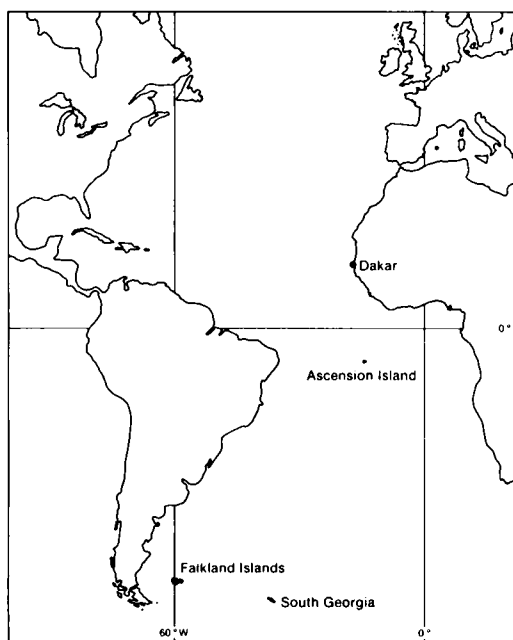 Dakar
0°
Ascension Island
Falkland Islands
South Georgia
60°W
0°